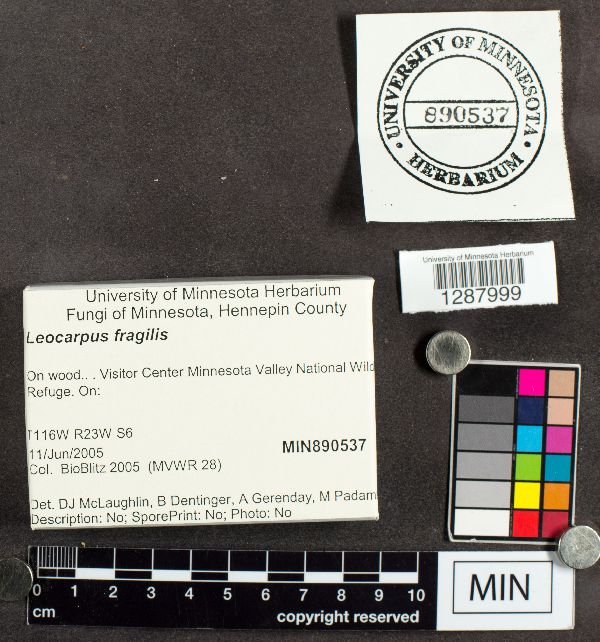 UNIVERSITY OF MINNESOTA
890537
HERBARIUM
University of Minnesota Herbarium
1287999
University of Minnesota Herbarium
Fungi of Minnesota, Hennepin County
Leocarpus fragilis
On wood.. . Visitor Center Minnesota Valley National Wild
Refuge. On:
T116W R23W S6
11/Jun/2005
MIN890537
Col. BioBlitz 2005 (MVWR 28)
Det. DJ McLaughlin, B Dentinger, A Gerenday, M Padam
Description: No; SporePrint: No; Photo: No
0 1 2 3 4 5 6 7 8 9 10
cm
copyright reserved
MIN